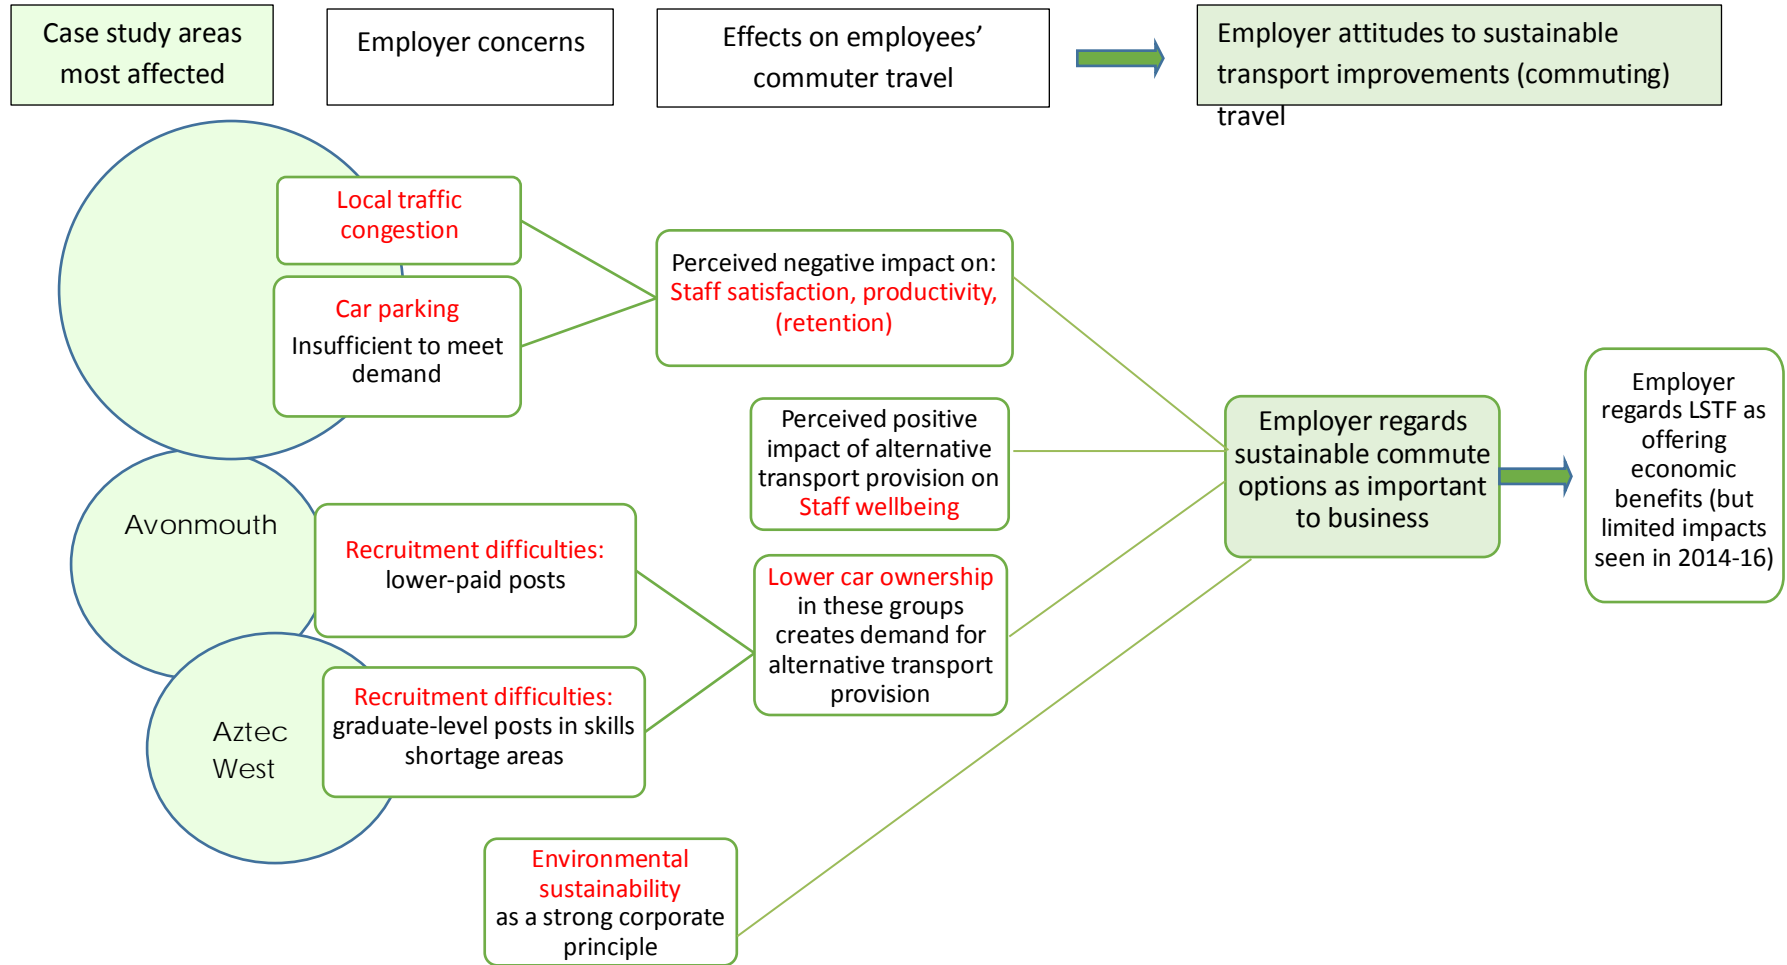 Case study areas
most affected
Employer concerns
Effects on employees’
commuter travel
Employer attitudes to sustainable
transport improvements (commuting)
travel
Local traffic
congestion
Car parking
Insufficient to meet
demand
Perceived negative impact on:
Staff satisfaction, productivity,
(retention)
Perceived positive
impact of alternative
transport provision on
Staff wellbeing
Employer regards
sustainable commute
options as important
to business
Employer
regards LSTF as
offering
economic
benefits (but
limited impacts
seen in 2014-16)
Avonmouth
Recruitment difficulties:
lower-paid posts
Lower car ownership
in these groups
creates demand for
alternative transport
provision
Aztec
West
Recruitment difficulties:
graduate-level posts in skills
shortage areas
Environmental
sustainability
as a strong corporate
principle